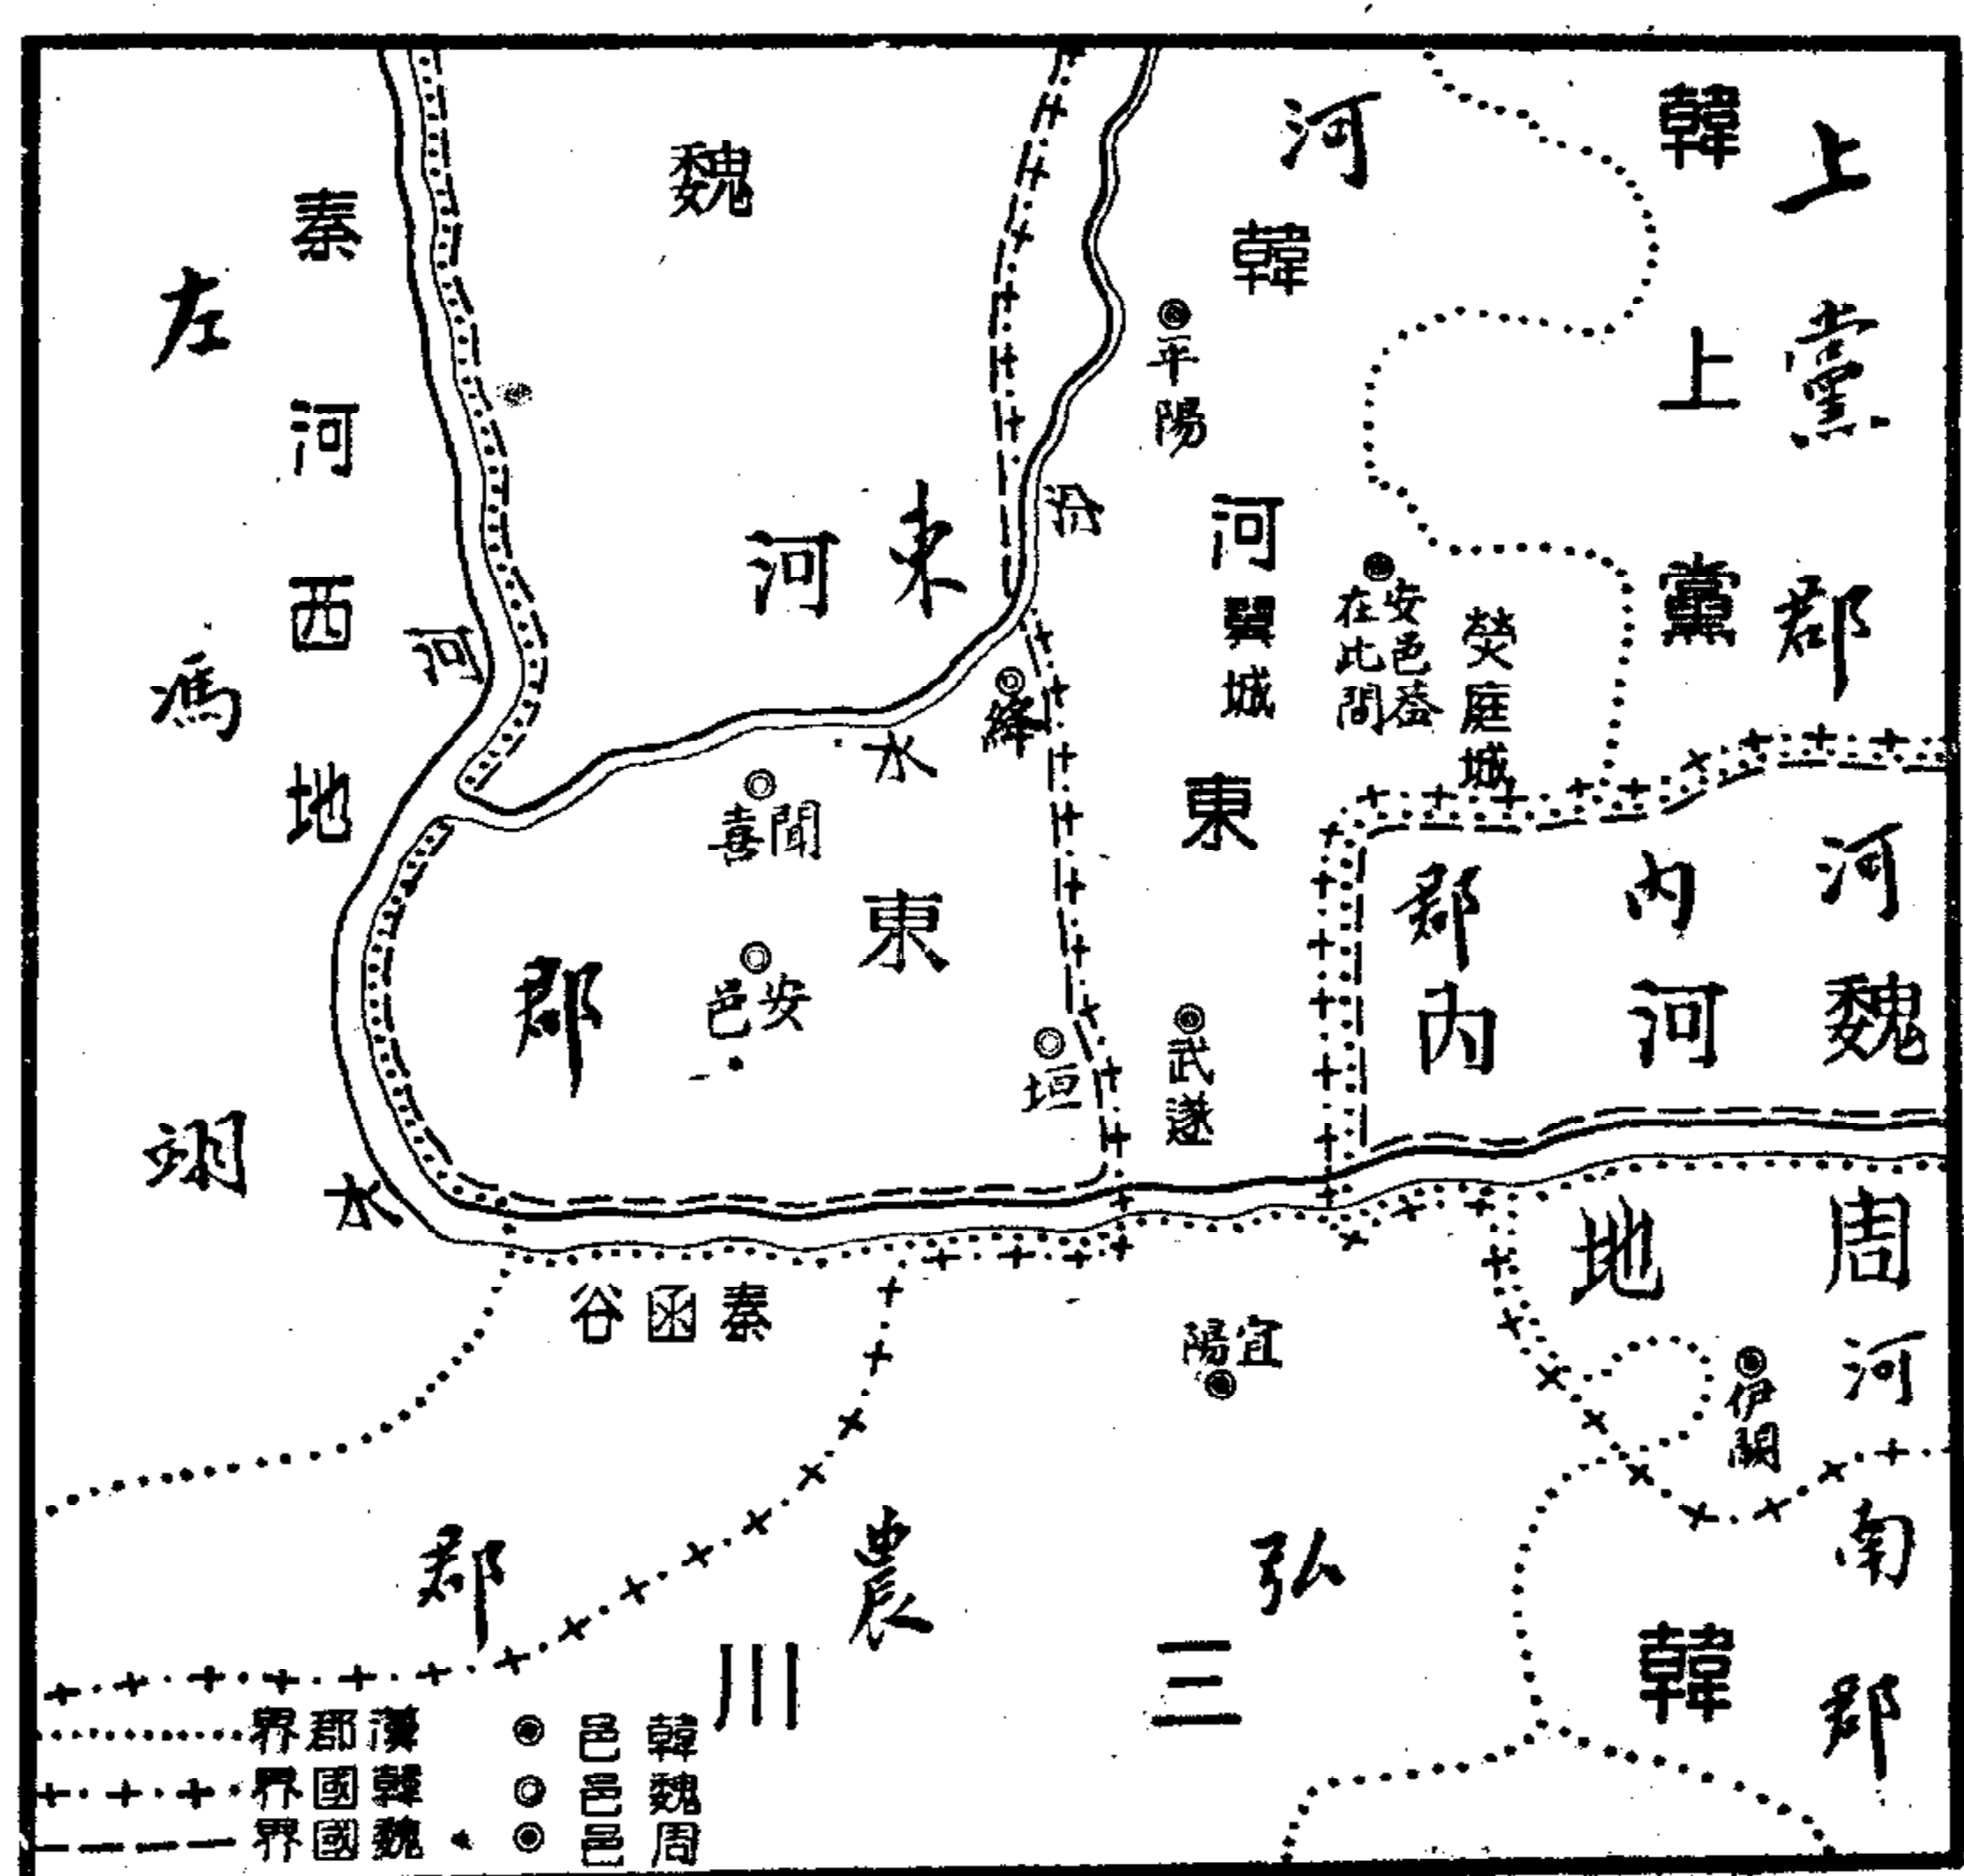 上黨郡
韓上黨
河
韓河東
平陽
翼城
熒庭城
安邑蓋
在比間
武遂
魏
東
河東
郡
汾
水
絳
聞喜
安邑
垣
秦河西地
左馮翊
河
水
河內郡
魏河內
周地
河南郡
伊闕
韓三川
宜陽
秦函谷
弘農郡
漢郡界
韓國界
魏國界
韓邑
魏邑
周邑